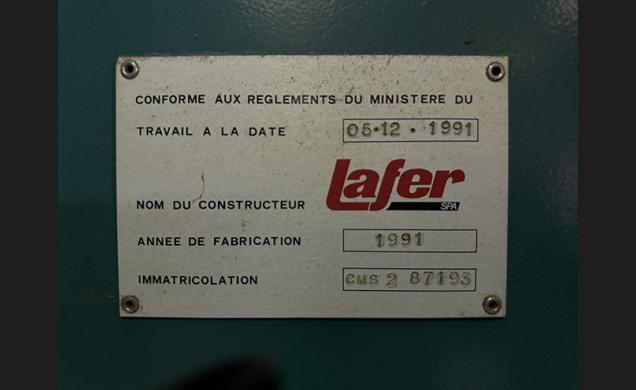 CONFORME AUX REGLEMENTS DU MINISTERE DU
TRAVAIL A LA DATE 05•12•1991
NOM DU CONSTRUCTEUR Lafer SPA
ANNEE DE FABRICATION 1991
IMMATRICOLATION CMS 2 87193